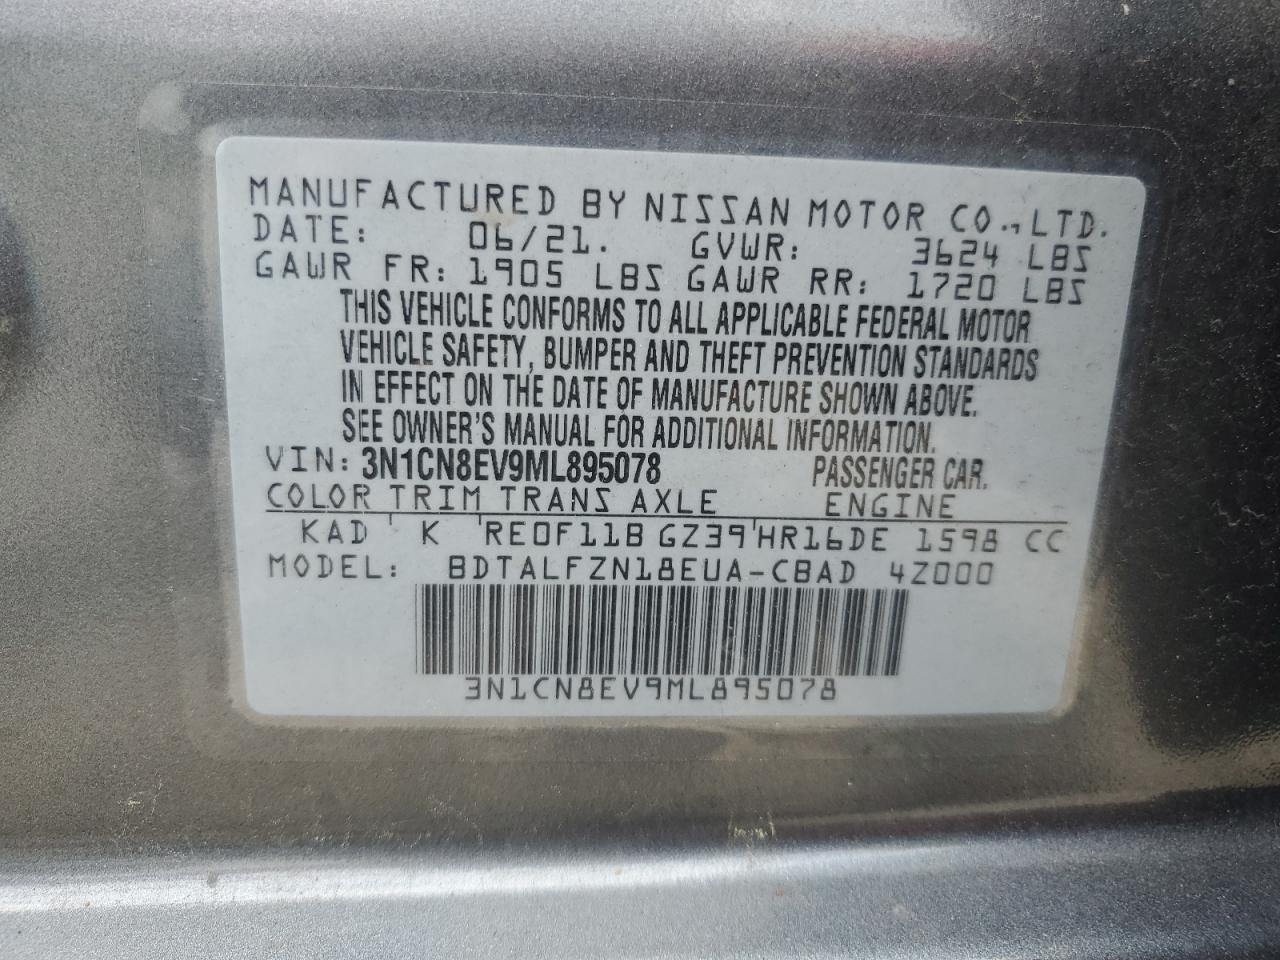 MANUFACTURED BY NISSAN MOTOR CO.,LTD.
DATE: 06/21. GVWR: 3624 LBS
GAWR FR: 1905 LBS GAWR RR: 1720 LBS
THIS VEHICLE CONFORMS TO ALL APPLICABLE FEDERAL MOTOR
VEHICLE SAFETY, BUMPER AND THEFT PREVENTION STANDARDS
IN EFFECT ON THE DATE OF MANUFACTURE SHOWN ABOVE.
SEE OWNER'S MANUAL FOR ADDITIONAL INFORMATION.
VIN: 3N1CN8EV9ML895078 PASSENGER CAR.
COLOR TRIM TRANS AXLE ENGINE
KAD K RE0F11B GZ39 HR16DE 1598 CC
MODEL: BDTALFZN18EUA-CBAD 4Z000
3N1CN8EV9ML895078